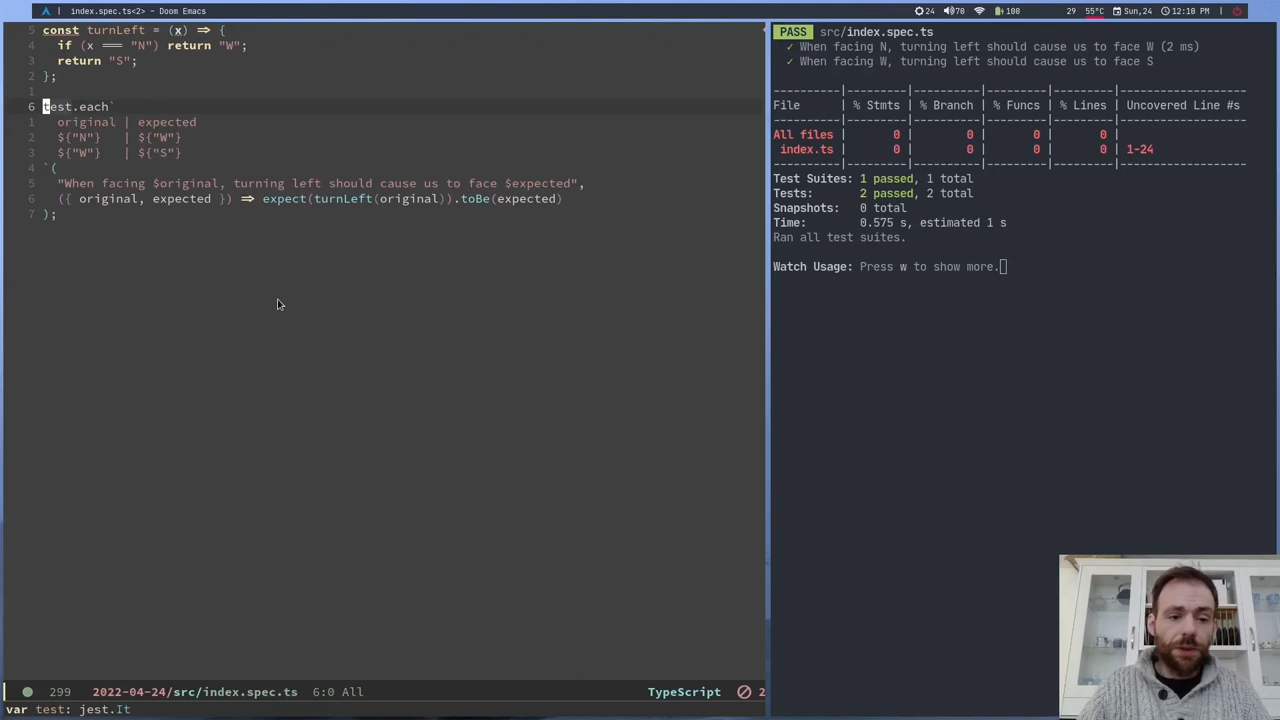 index.spec.ts<2> - Doom Emacs
24 70 100 29 55°C Sun,24 12:10 PM
5 const turnLeft = (x) => {
4 if (x === "N") return "W";
3 return "S";
2 };
1
6 test.each`
1 original | expected
2 ${"N"} | ${"W"}
3 ${"W"} | ${"S"}
4 `(
5 "When facing $original, turning left should cause us to face $expected",
6 ({ original, expected }) => expect(turnLeft(original)).toBe(expected)
7 );
299 2022-04-24/src/index.spec.ts 6:0 All TypeScript 2
var test: jest.It
PASS src/index.spec.ts
✓ When facing N, turning left should cause us to face W (2 ms)
✓ When facing W, turning left should cause us to face S
----------|---------|----------|---------|---------|-------------------
File | % Stmts | % Branch | % Funcs | % Lines | Uncovered Line #s
----------|---------|----------|---------|---------|-------------------
All files | 0 | 0 | 0 | 0 |
index.ts | 0 | 0 | 0 | 0 | 1-24
----------|---------|----------|---------|---------|-------------------
Test Suites: 1 passed, 1 total
Tests: 2 passed, 2 total
Snapshots: 0 total
Time: 0.575 s, estimated 1 s
Ran all test suites.
Watch Usage: Press w to show more.